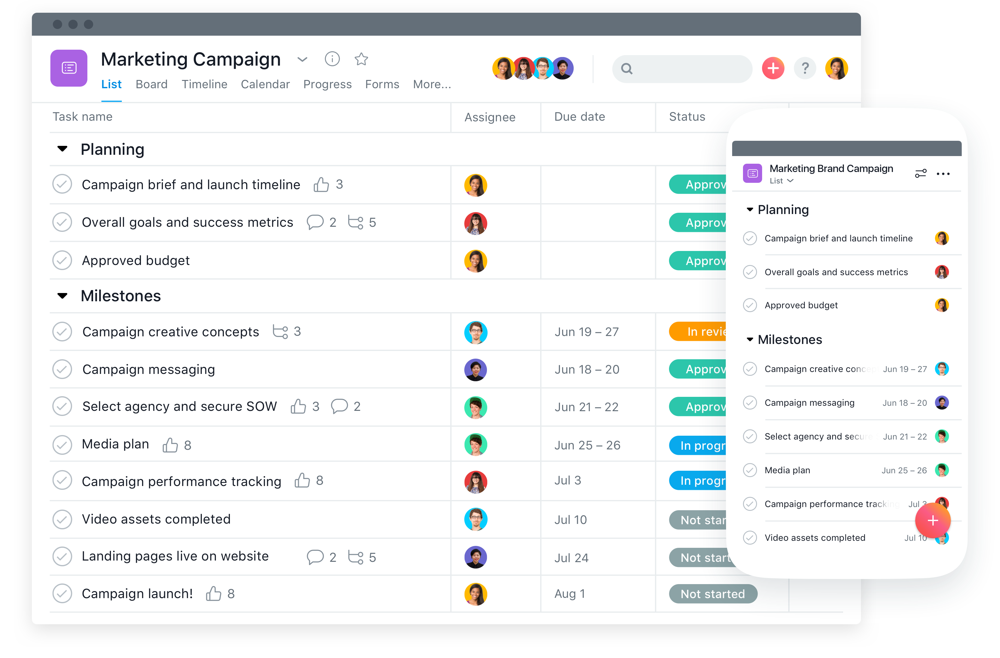 Marketing Campaign
List Board Timeline Calendar Progress Forms More...
?
Task name Assignee Due date Status
Planning
Campaign brief and launch timeline 3 Approv
Overall goals and success metrics 2 5 Approv
Approved budget Approv
Milestones
Campaign creative concepts 3 Jun 19 – 27 In revie
Campaign messaging Jun 18 – 20 Approv
Select agency and secure SOW 3 2 Jun 21 – 22 Approv
Media plan 8 Jun 25 – 26 In progr
Campaign performance tracking 8 Jul 3 In progr
Video assets completed Jul 10 Not star
Landing pages live on website 2 5 Jul 24 Not start
Campaign launch! 8 Aug 1 Not started
Marketing Brand Campaign
List
Planning
Campaign brief and launch timeline
Overall goals and success metrics
Approved budget
Milestones
Campaign creative concep Jun 19 – 27
Campaign messaging Jun 18 – 20
Select agency and secure Jun 21 – 22
Media plan Jun 25 – 26
Campaign performance tracking Jul 3
Video assets completed Jul 10